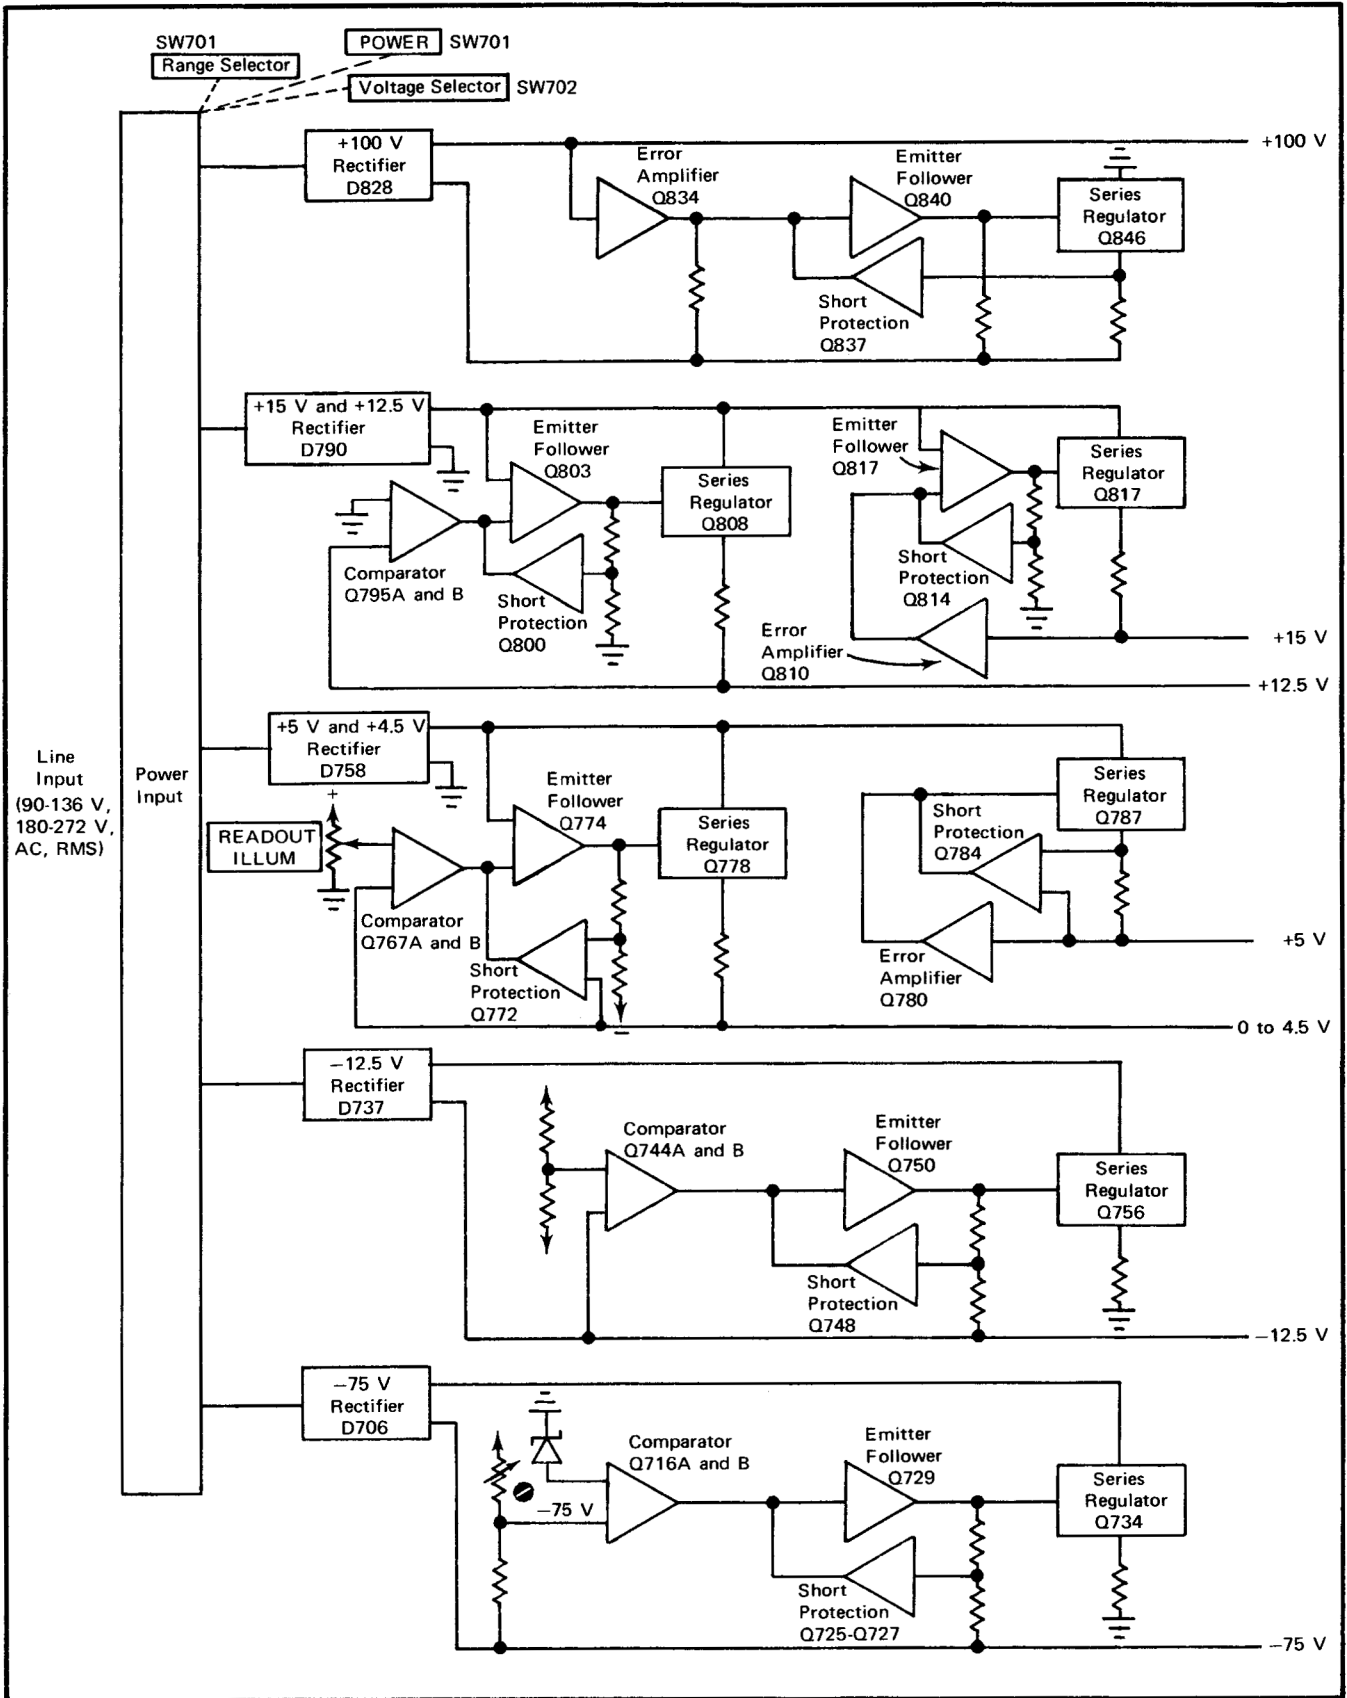 SW701
Range Selector
POWER SW701
Voltage Selector SW702
+100 V
Rectifier
D828
Error
Amplifier
Q834
Emitter
Follower
Q840
Series
Regulator
Q846
Short
Protection
Q837
+100 V
+15 V and +12.5 V
Rectifier
D790
Emitter
Follower
Q803
Comparator
Q795A and B
Short
Protection
Q800
Series
Regulator
Q808
Emitter
Follower
Q817
Series
Regulator
Q817
Short
Protection
Q814
Error
Amplifier
Q810
+15 V
+12.5 V
Line
Input
(90-136 V,
180-272 V,
AC, RMS)
Power
Input
+5 V and +4.5 V
Rectifier
D758
+
READOUT
ILLUM
Comparator
Q767A and B
Emitter
Follower
Q774
Short
Protection
Q772
–
Series
Regulator
Q778
Short
Protection
Q784
Series
Regulator
Q787
Error
Amplifier
Q780
+5 V
0 to 4.5 V
−12.5 V
Rectifier
D737
Comparator
Q744A and B
Emitter
Follower
Q750
Series
Regulator
Q756
Short
Protection
Q748
−12.5 V
−75 V
Rectifier
D706
−75 V
Comparator
Q716A and B
Emitter
Follower
Q729
Series
Regulator
Q734
Short
Protection
Q725-Q727
−75 V